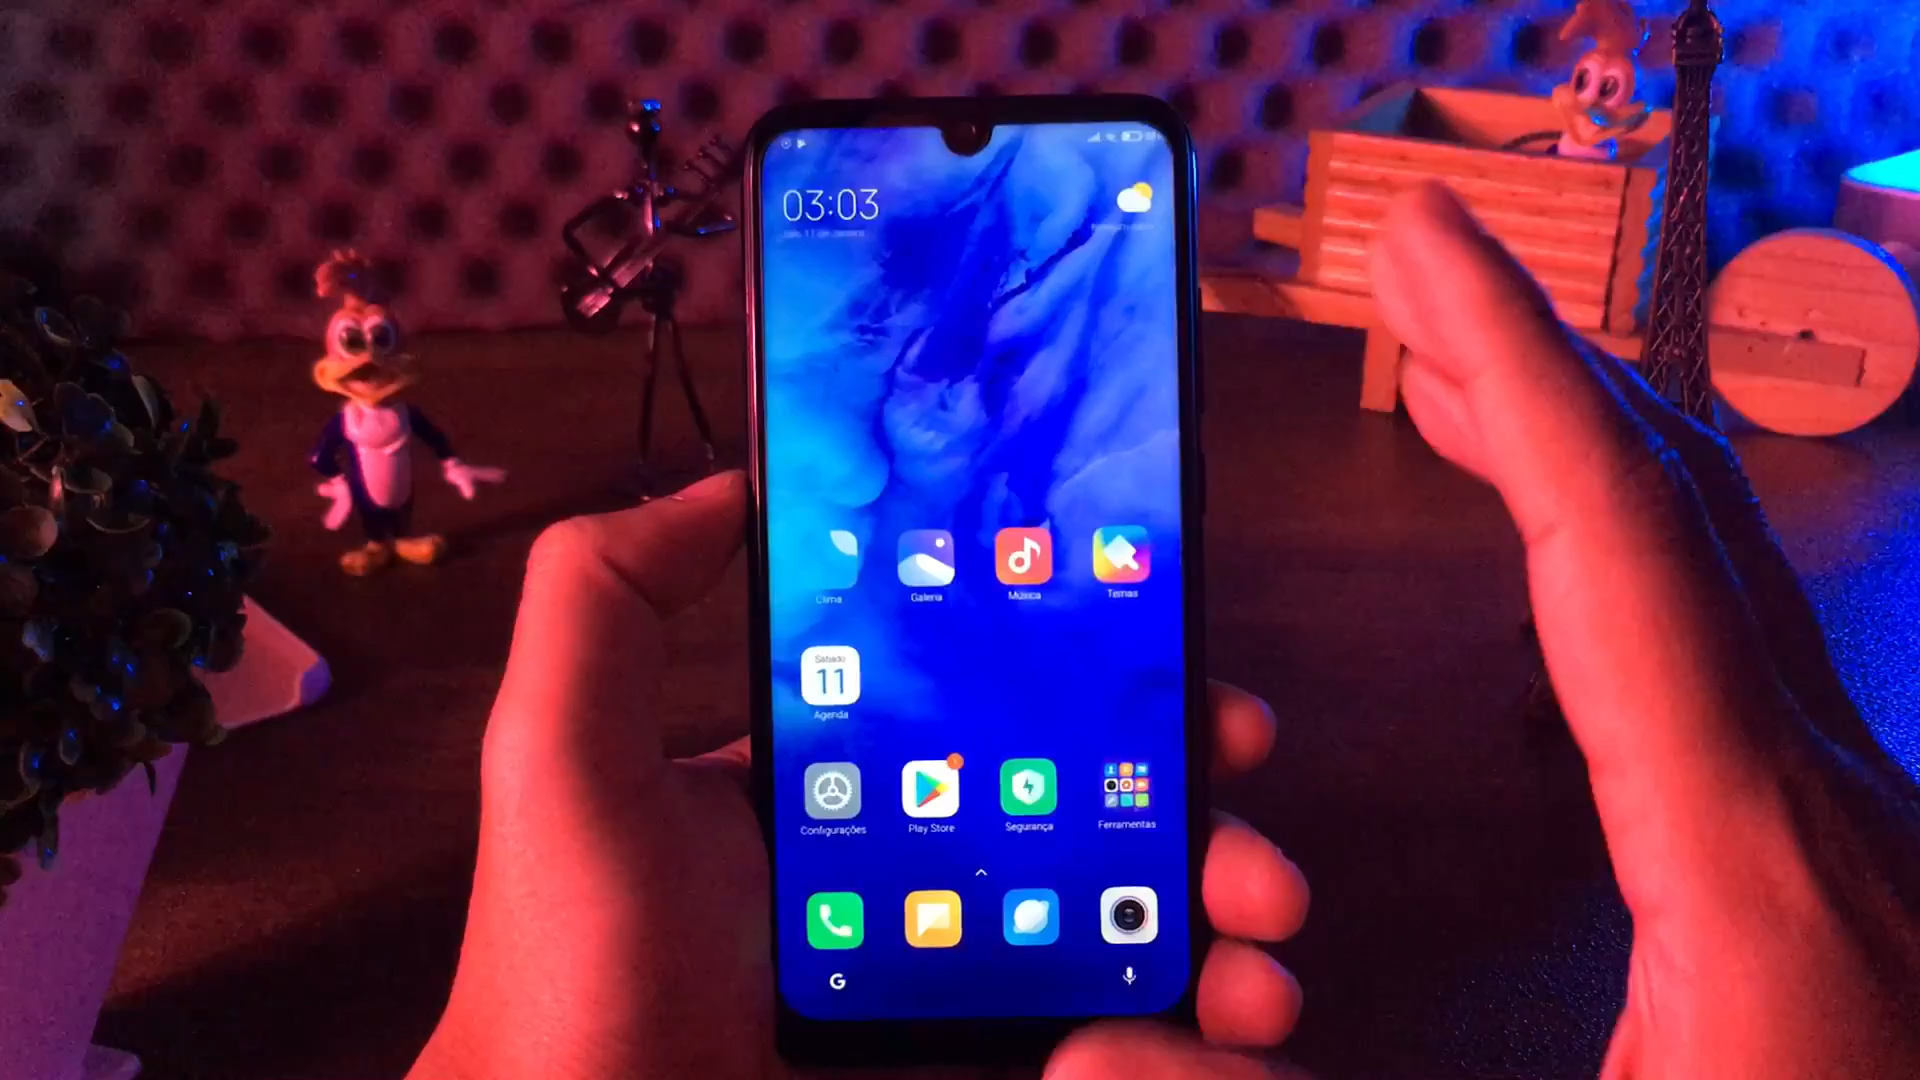 03:03
Clima
Galeria
Música
Temas
Sábado
11
Agenda
Configurações
Play Store
Segurança
Ferramentas
G